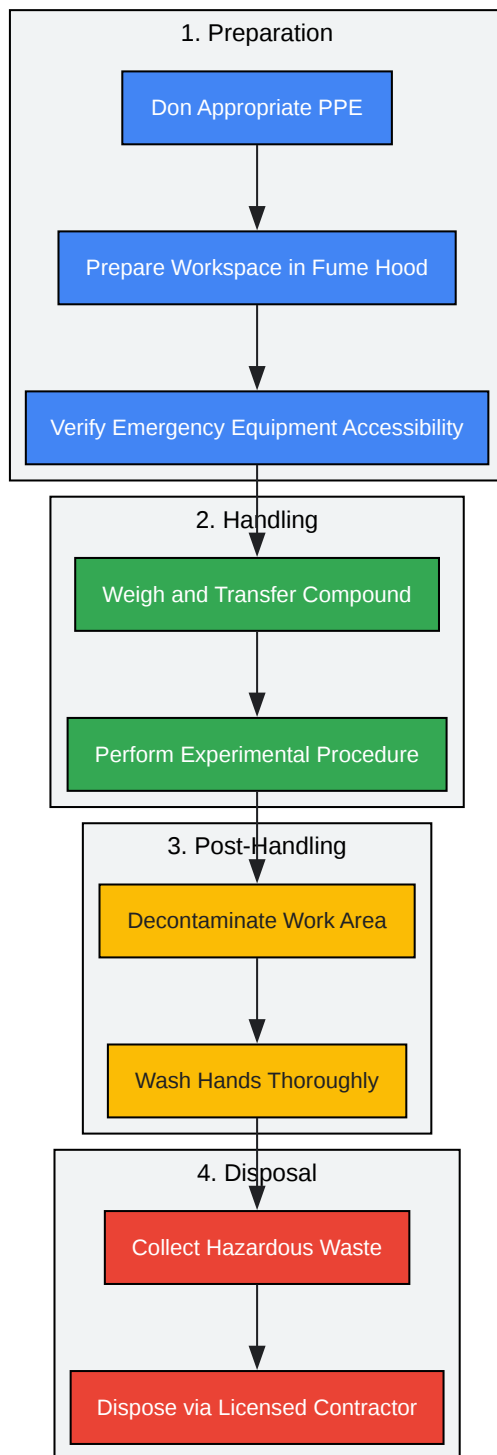 1. Preparation
Don Appropriate PPE
Prepare Workspace in Fume Hood
Verify Emergency Equipment Accessibility
2. Handling
Weigh and Transfer Compound
Perform Experimental Procedure
3. Post-Handling
Decontaminate Work Area
Wash Hands Thoroughly
4. Disposal
Collect Hazardous Waste
Dispose via Licensed Contractor